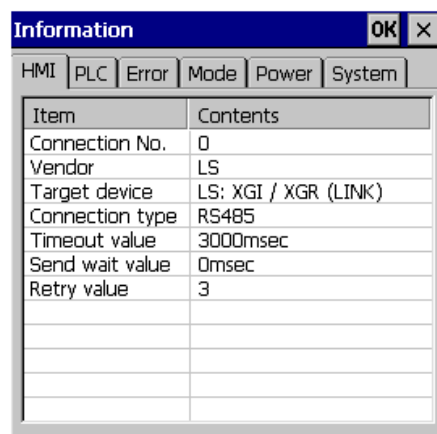 Information OK ×
HMI PLC Error Mode Power System
Item Contents
Connection No. 0
Vendor LS
Target device LS: XGI / XGR (LINK)
Connection type RS485
Timeout value 3000msec
Send wait value 0msec
Retry value 3